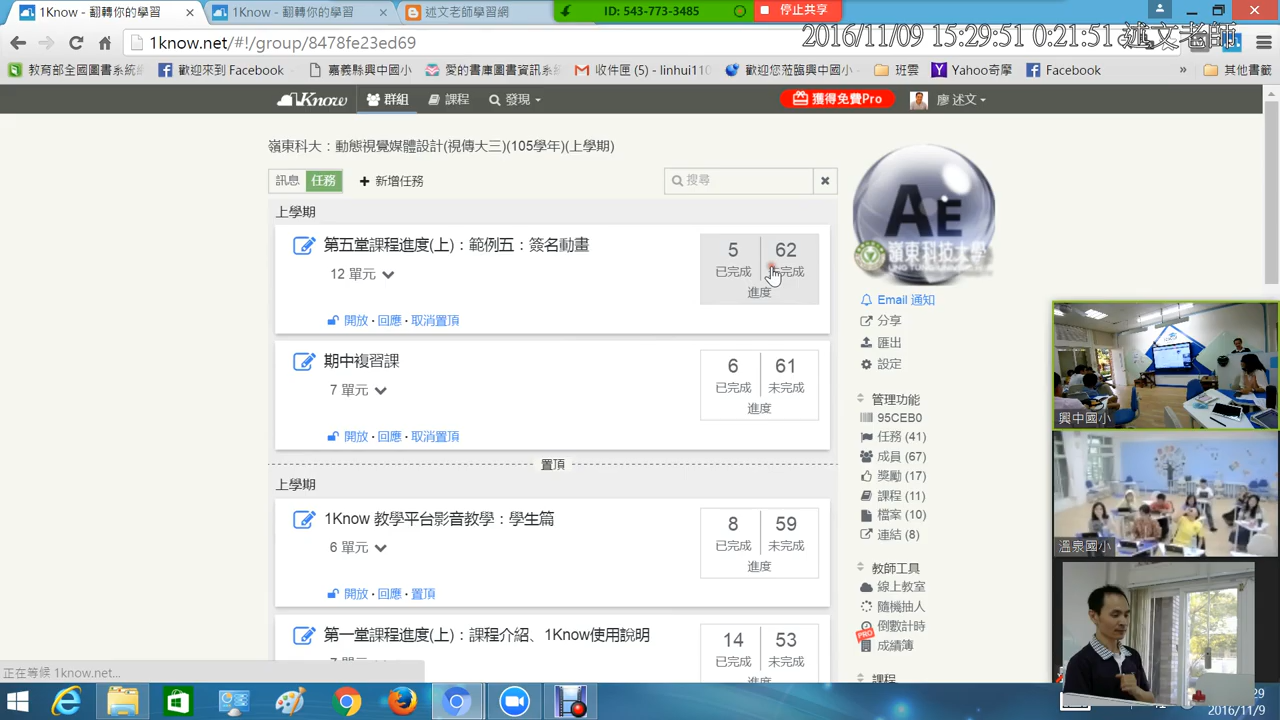 1Know - 翻轉你的學習
1Know - 翻轉你的學習
述文老師學習網
ID: 543-773-3485
停止共享
1know.net/#!/group/8478fe23ed69
2016/11/09 15:29:51 0:21:51 述文老師
教育部全國圖書系統
歡迎來到 Facebook
嘉義縣興中國小
愛的書庫圖書資訊系
收件匣 (5) - linhui110
歡迎您蒞臨興中國小
班雲
Yahoo奇摩
Facebook
其他書籤
1Know
群組
課程
發現
獲得免費Pro
廖 述文
嶺東科大：動態視覺媒體設計(視傳大三)(105學年)(上學期)
訊息
任務
新增任務
搜尋
上學期
第五堂課程進度(上)：範例五：簽名動畫
12 單元
5
62
已完成
未完成
進度
開放·回應·取消置頂
期中複習課
7 單元
6
61
已完成
未完成
進度
開放·回應·取消置頂
置頂
上學期
1Know 教學平台影音教學：學生篇
6 單元
8
59
已完成
未完成
進度
開放·回應·置頂
第一堂課程進度(上)：課程介紹、1Know使用說明
14
53
已完成
未完成
AE
嶺東科技大學
LING TUNG UNIVERSITY
Email 通知
分享
匯出
設定
管理功能
95CEB0
任務 (41)
成員 (67)
獎勵 (17)
課程 (11)
檔案 (10)
連結 (8)
教師工具
線上教室
隨機抽人
倒數計時
PRO
成績簿
課程
興中國小
溫泉國小
正在等候 1know.net...
2016/11/9